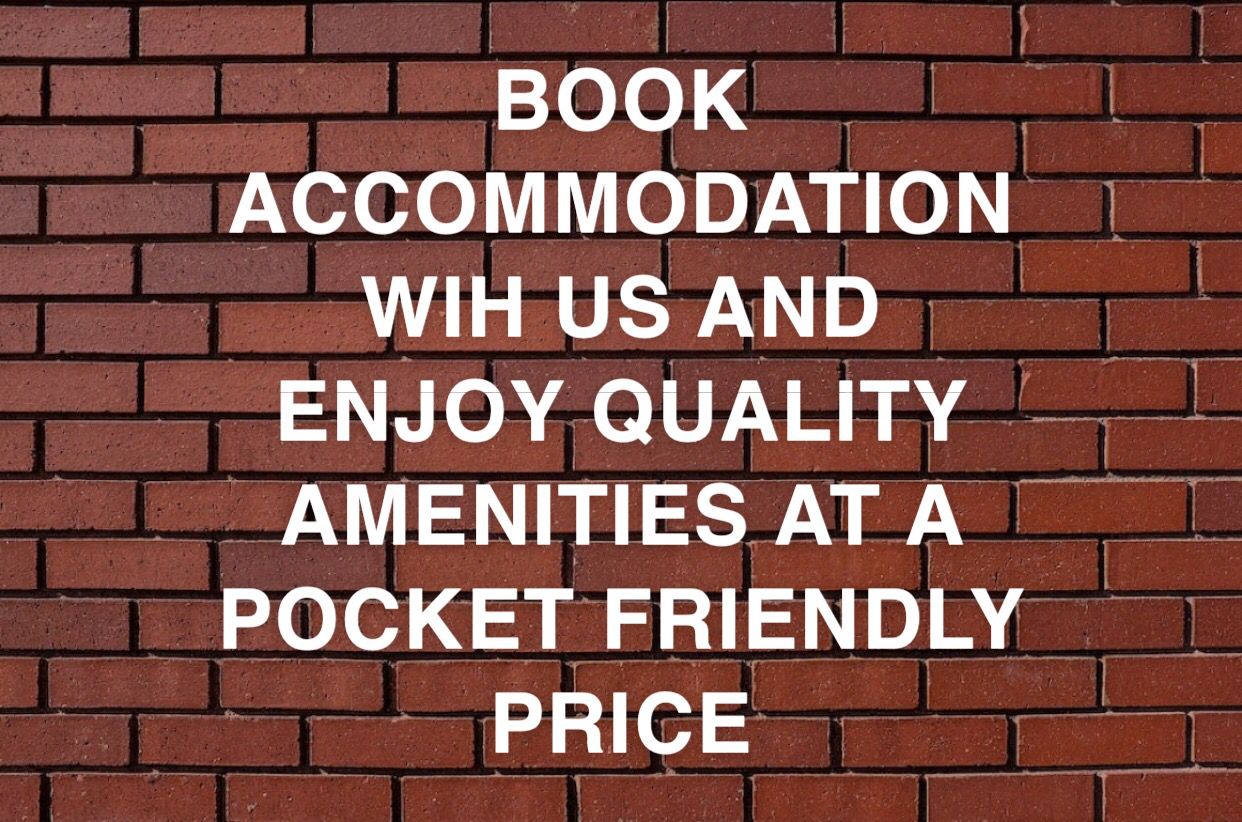 BOOK
ACCOMMODATION
WIH US AND
ENJOY QUALITY
AMENITIES AT A
POCKET FRIENDLY
PRICE